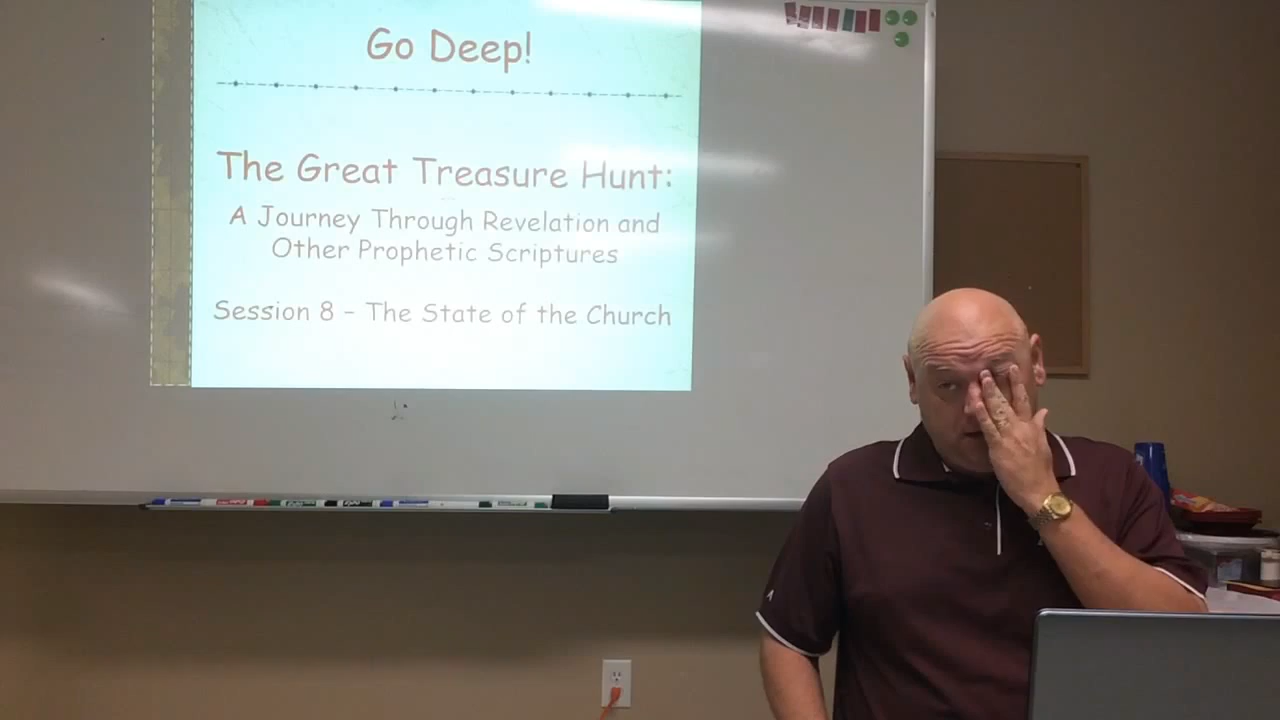 Go Deep!
The Great Treasure Hunt:
A Journey Through Revelation and
Other Prophetic Scriptures
Session 8 – The State of the Church